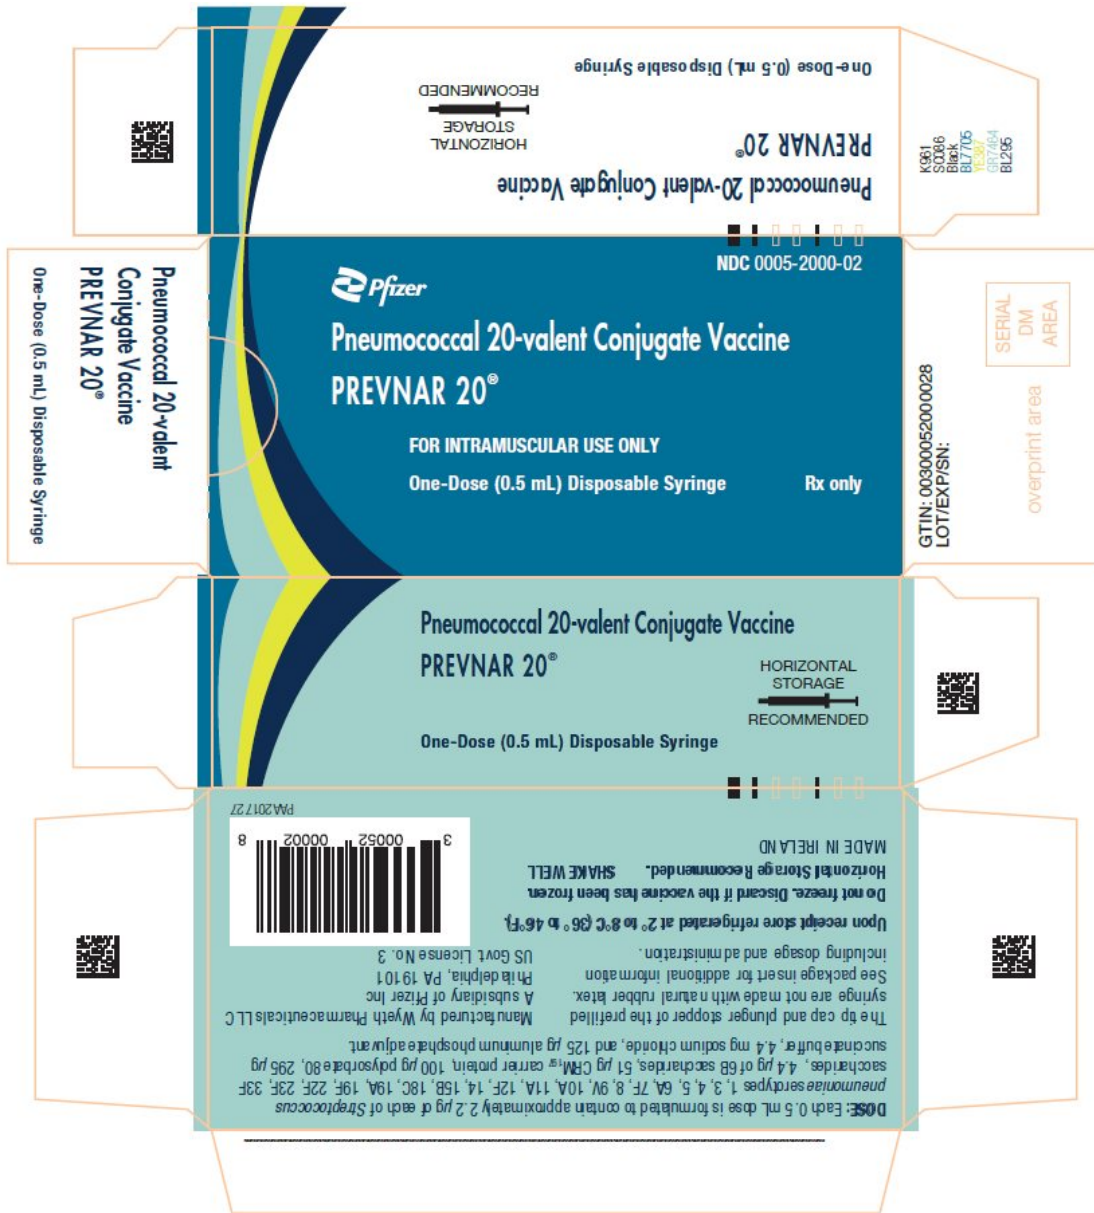 One-Dose (0.5 mL) Disposable Syringe
HORIZONTAL
STORAGE
RECOMMENDED
PREVNAR 20®
Pneumococcal 20-valent Conjugate Vaccine
K961
SC086
Black
BL7705
YE387
GR7484
BL295
Pneumococcal 20-valent
Conjugate Vaccine
PREVNAR 20®
One-Dose (0.5 mL) Disposable Syringe
NDC 0005-2000-02
Pfizer
Pneumococcal 20-valent Conjugate Vaccine
PREVNAR 20®
FOR INTRAMUSCULAR USE ONLY
One-Dose (0.5 mL) Disposable Syringe
Rx only
GTIN: 00300052000028
LOT/EXP/SN:
SERIAL
DM
AREA
overprint area
Pneumococcal 20-valent Conjugate Vaccine
PREVNAR 20®
HORIZONTAL
STORAGE
RECOMMENDED
One-Dose (0.5 mL) Disposable Syringe
DOSE: Each 0.5 mL dose is formulated to contain approximately 2.2 µg of each of Streptococcus
pneumoniae serotypes 1, 3, 4, 5, 6A, 7F, 8, 9V, 10A, 11A, 12F, 14, 15B, 18C, 19A, 19F, 22F, 23F, 33F
saccharides, 4.4 µg of 6B saccharides, 51 µg CRM197 carrier protein, 100 µg polysorbate 80, 295 µg
succinate buffer, 4.4 mg sodium chloride, and 125 µg aluminum phosphate adjuvant.
The tip cap and plunger stopper of the prefilled
syringe are not made with natural rubber latex.
See package insert for additional information
including dosage and administration.
Manufactured by Wyeth Pharmaceuticals LLC
A subsidiary of Pfizer Inc
Philadelphia, PA 19101
US Govt. License No. 3
Upon receipt store refrigerated at 2° to 8°C (36° to 46°F).
Do not freeze. Discard if the vaccine has been frozen.
Horizontal Storage Recommended. SHAKE WELL
MADE IN IRELAND
3 00052 00002 8
PAA201727